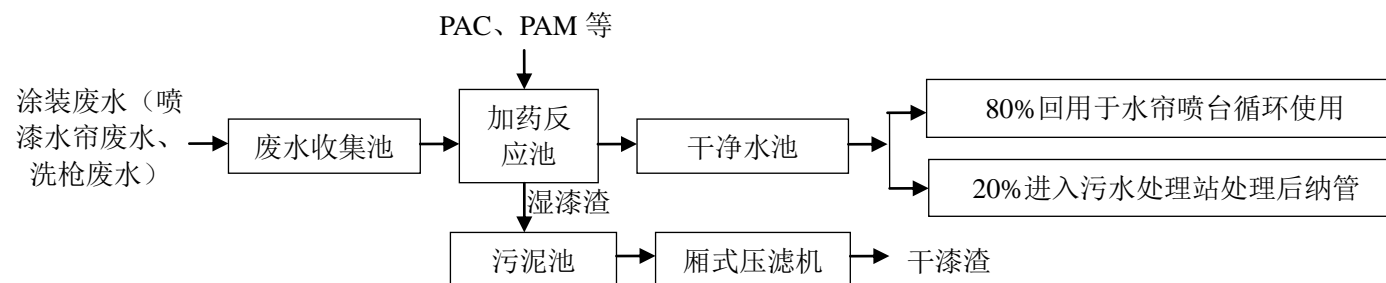 PAC、PAM 等
涂装废水（喷
漆水帘废水、
洗枪废水）
废水收集池
加药反
应池
干净水池
80%回用于水帘喷台循环使用
20%进入污水处理站处理后纳管
湿漆渣
污泥池
厢式压滤机
干漆渣